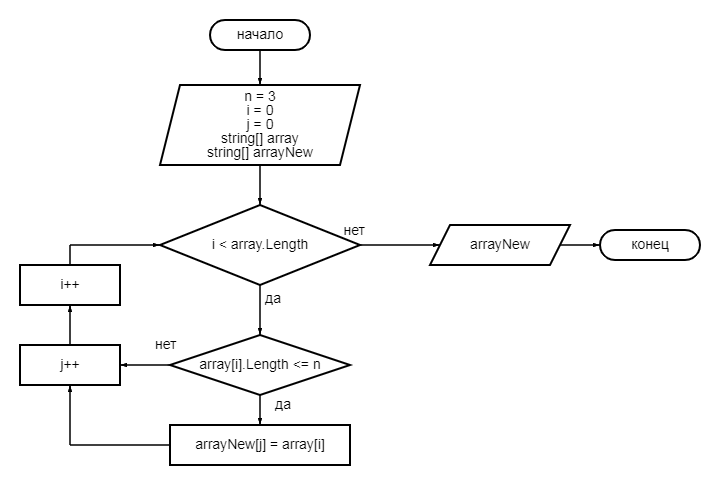 начало
n = 3
i = 0
j = 0
string[] array
string[] arrayNew
i < array.Length
нет
arrayNew
конец
i++
да
нет
j++
array[i].Length <= n
да
arrayNew[j] = array[i]